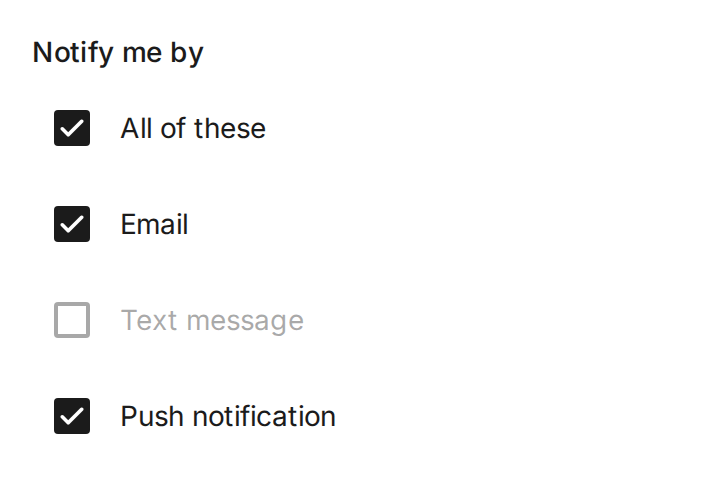 Notify me by
All of these
Email
Text message
Push notification